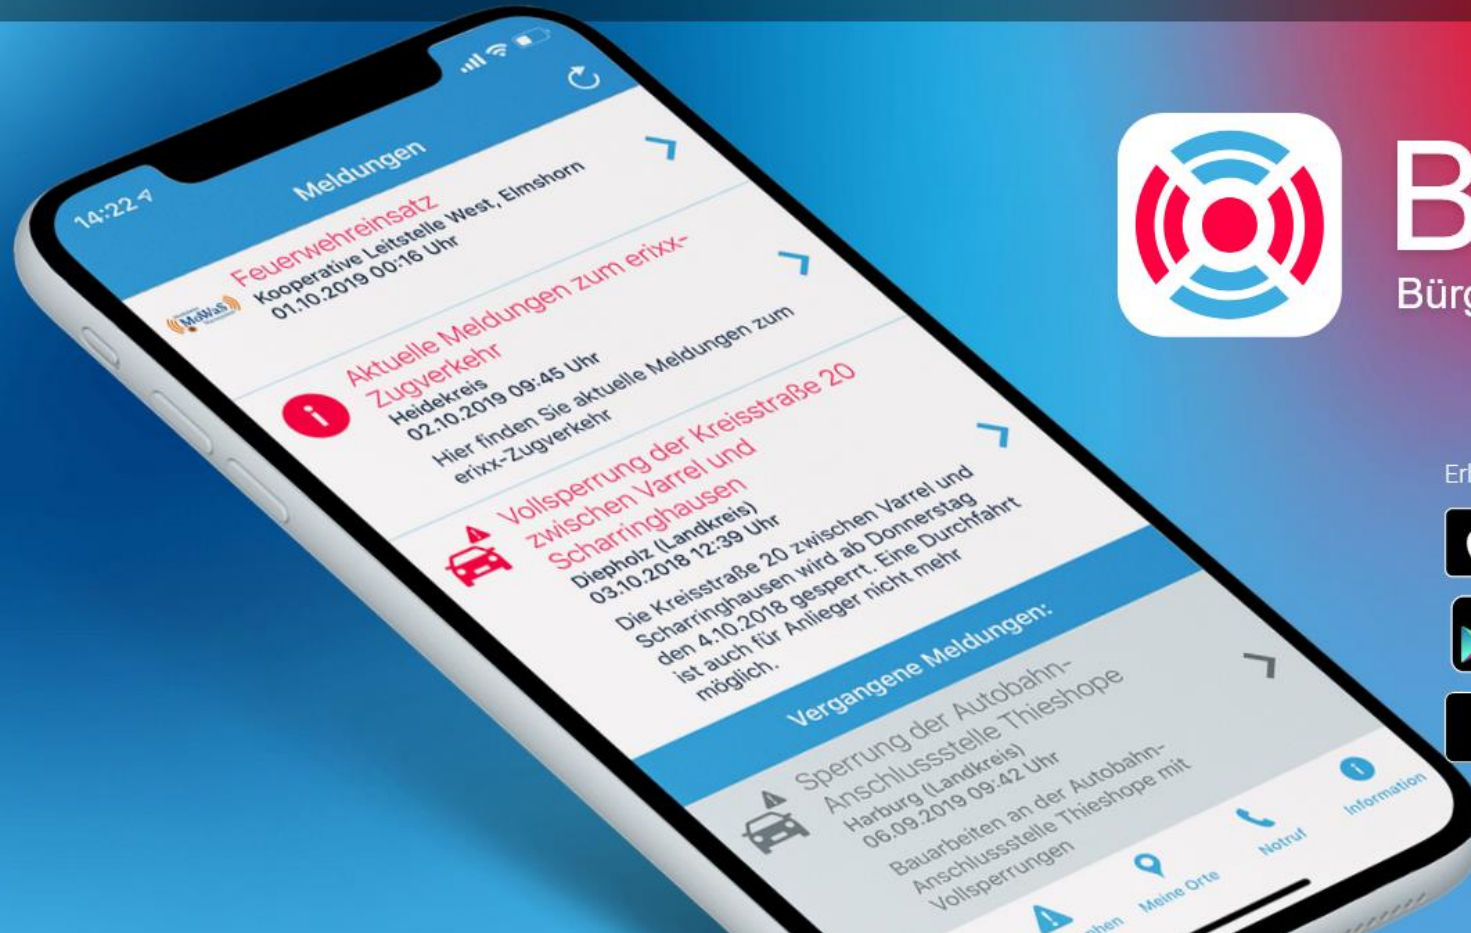 14:22
Meldungen
Feuerwehreinsatz
Kooperative Leitstelle West, Elmshorn
01.10.2019 00:16 Uhr
MoWaS
Aktuelle Meldungen zum erixx-
Zugverkehr
Heidekreis
02.10.2019 09:45 Uhr
Hier finden Sie aktuelle Meldungen zum
erixx-Zugverkehr
Vollsperrung der Kreisstraße 20
zwischen Varrel und
Scharringhausen
Diepholz (Landkreis)
03.10.2018 12:39 Uhr
Die Kreisstraße 20 zwischen Varrel und
Scharringhausen wird ab Donnerstag
den 4.10.2018 gesperrt. Eine Durchfahrt
ist auch für Anlieger nicht mehr
möglich.
Vergangene Meldungen:
Sperrung der Autobahn-
Anschlussstelle Thieshope
Harburg (Landkreis)
06.09.2019 09:42 Uhr
Bauarbeiten an der Autobahn-
Anschlussstelle Thieshope mit
Vollsperrungen
Meine Orte
Notruf
Information
B
Bürg